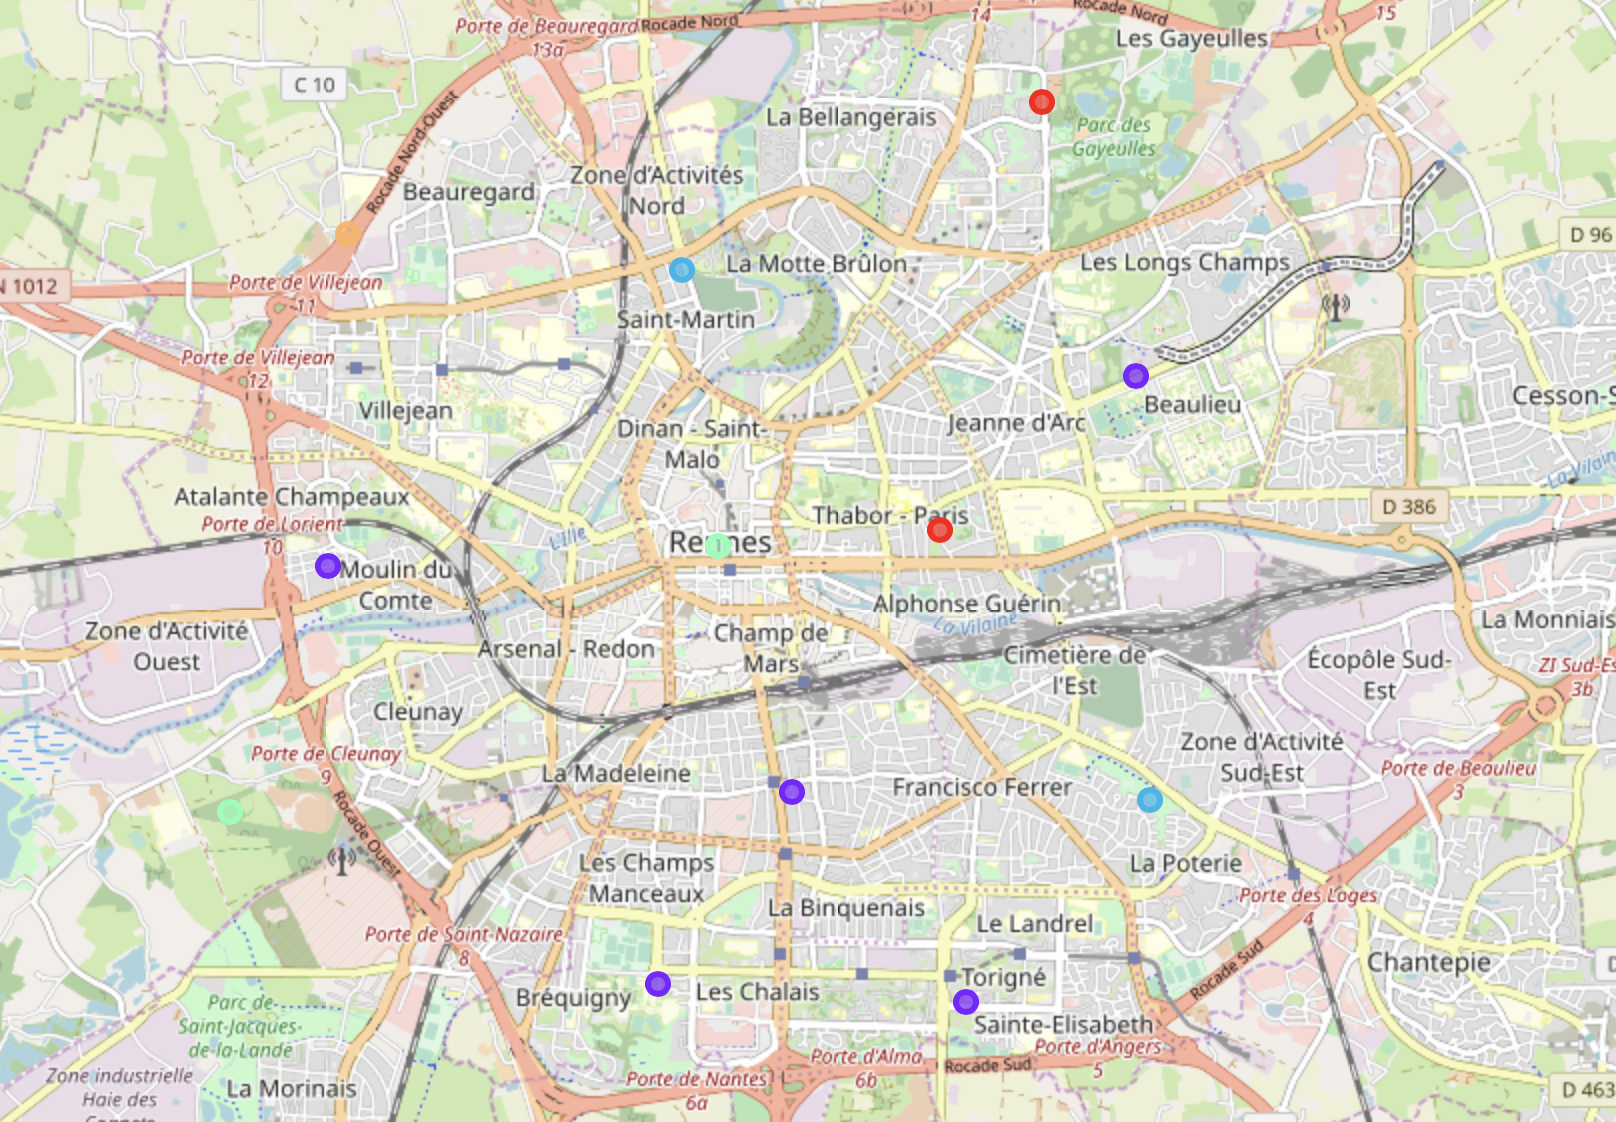 Porte de Beauregard
13a
Rocade Nord
14
Rocade Nord
15
Les Gayeulles
C 10
Rocade Nord-Ouest
La Bellangerais
Parc des
Gayeulles
Beauregard
Zone d'Activités
Nord
D 96
N 1012
Porte de Villejean
11
La Motte Brûlon
Les Longs Champs
Saint-Martin
Porte de Villejean
12
Villejean
Dinan - Saint-
Malo
Jeanne d'Arc
Beaulieu
Cesson-S
La Vilain
Atalante Champeaux
Porte de Lorient
10
L'Ille
Thabor - Paris
D 386
Rennes
1
Moulin du
Comte
Zone d'Activité
Ouest
Arsenal - Redon
Champ de
Mars
Alphonse Guérin
La Vilaine
Cimetière de
l'Est
Écopôle Sud-
Est
La Monniais
ZI Sud-Es
3b
Cleunay
Porte de Cleunay
9
Rocade Ouest
La Madeleine
Francisco Ferrer
Zone d'Activité
Sud-Est
Porte de Beaulieu
3
Les Champs
Manceaux
La Poterie
Porte des Loges
4
La Binquenais
Le Landrel
Porte de Saint-Nazaire
8
Rocade Sud
Chantepie
D
Bréquigny
Les Chalais
Torigné
Sainte-Elisabeth
Parc de
Saint-Jacques-
de-la-Lande
Zone industrielle
Haie des
La Morinais
Porte de Nantes
6a
Porte d'Alma
6b
Rocade Sud
Porte d'Angers
5
D 463